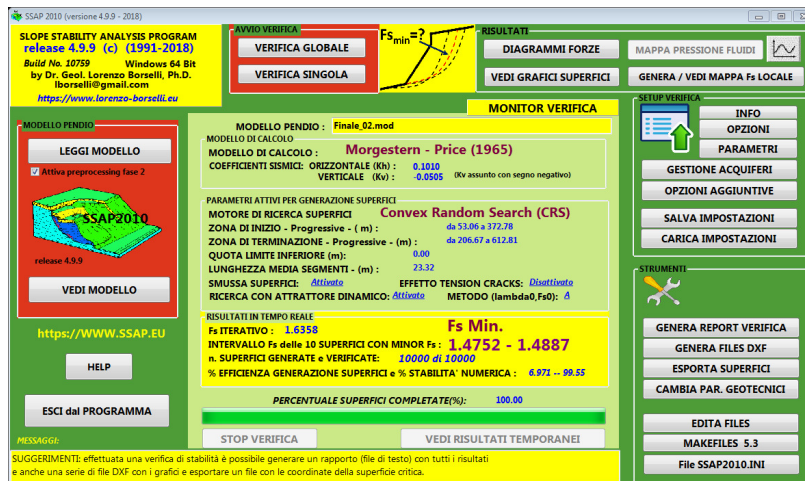 SSAP 2010 (versione 4.9.9 - 2018)
SLOPE STABILITY ANALYSIS PROGRAM
release 4.9.9 (c) (1991-2018)
Build No. 10759 Windows 64 Bit
by Dr. Geol. Lorenzo Borselli, Ph.D.
lborselli@gmail.com
https://www.lorenzo-borselli.eu
AVVIO VERIFICA
VERIFICA GLOBALE
VERIFICA SINGOLA
Fsmin=?
RISULTATI
DIAGRAMMI FORZE
MAPPA PRESSIONE FLUIDI
VEDI GRAFICI SUPERFICI
GENERA / VEDI MAPPA Fs LOCALE
MODELLO PENDIO
LEGGI MODELLO
Attiva preprocessing fase 2
SSAP2010
release 4.9.9
VEDI MODELLO
https://WWW.SSAP.EU
HELP
ESCI dal PROGRAMMA
MESSAGGI:
MONITOR VERIFICA
MODELLO PENDIO : Finale_02.mod
MODELLO DI CALCOLO
MODELLO DI CALCOLO : Morgestern - Price (1965)
COEFFICIENTI SISMICI: ORIZZONTALE (Kh) : 0.1010
VERTICALE (Kv) : -0.0505 (Kv assunto con segno negativo)
PARAMETRI ATTIVI PER GENERAZIONE SUPERFICI
MOTORE DI RICERCA SUPERFICI Convex Random Search (CRS)
ZONA DI INIZIO - Progressive - ( m) : da 53.06 a 372.78
ZONA DI TERMINAZIONE - Progressive - (m) : da 206.67 a 612.81
QUOTA LIMITE INFERIORE (m): 0.00
LUNGHEZZA MEDIA SEGMENTI - (m) : 23.32
SMUSSA SUPERFICI: Attivato EFFETTO TENSION CRACKS: Disattivato
RICERCA CON ATTRATTORE DINAMICO: Attivato METODO (lambda0,Fs0): A
RISULTATI IN TEMPO REALE
Fs ITERATIVO : 1.6358 Fs Min.
INTERVALLO Fs delle 10 SUPERFICI CON MINOR Fs : 1.4752 - 1.4887
n. SUPERFICI GENERATE e VERIFICATE: 10000 di 10000
% EFFICIENZA GENERAZIONE SUPERFICI e % STABILITA' NUMERICA : 6.971 -- 99.55
PERCENTUALE SUPERFICI COMPLETATE(%): 100.00
STOP VERIFICA
VEDI RISULTATI TEMPORANEI
SETUP VERIFICA
INFO
OPZIONI
PARAMETRI
GESTIONE ACQUIFERI
OPZIONI AGGIUNTIVE
SALVA IMPOSTAZIONI
CARICA IMPOSTAZIONI
STRUMENTI
GENERA REPORT VERIFICA
GENERA FILES DXF
ESPORTA SUPERFICI
CAMBIA PAR. GEOTECNICI
EDITA FILES
MAKEFILES 5.3
File SSAP2010.INI
SUGGERIMENTI: effettuata una verifica di stabilità è possibile generare un rapporto (file di testo) con tutti i risultati
e anche una serie di file DXF con i grafici e esportare un file con le coordinate della superficie critica.